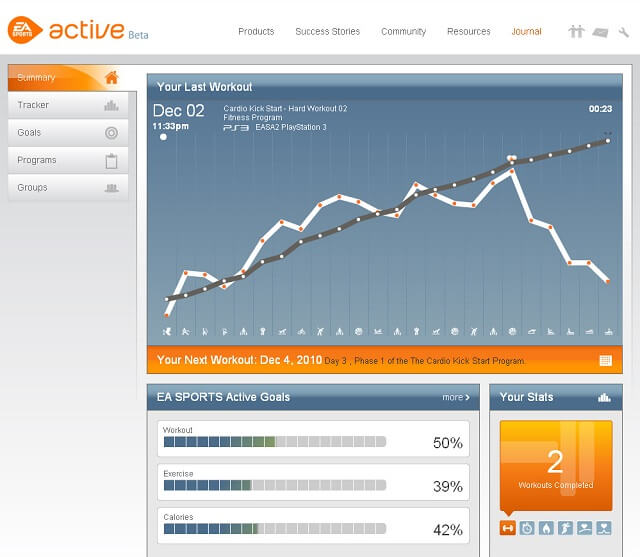 EA SPORTS active Beta
Products Success Stories Community Resources Journal
Summary
Tracker
Goals
Programs
Groups
Your Last Workout
Dec 02
11:33pm
Cardio Kick Start - Hard Workout 02
Fitness Program
PS3 EASA2 PlayStation 3
00:23
Your Next Workout: Dec 4, 2010 Day 3 , Phase 1 of the The Cardio Kick Start Program.
EA SPORTS Active Goals more
Workout
50%
Exercise
39%
Calories
42%
Your Stats
2
Workouts Completed